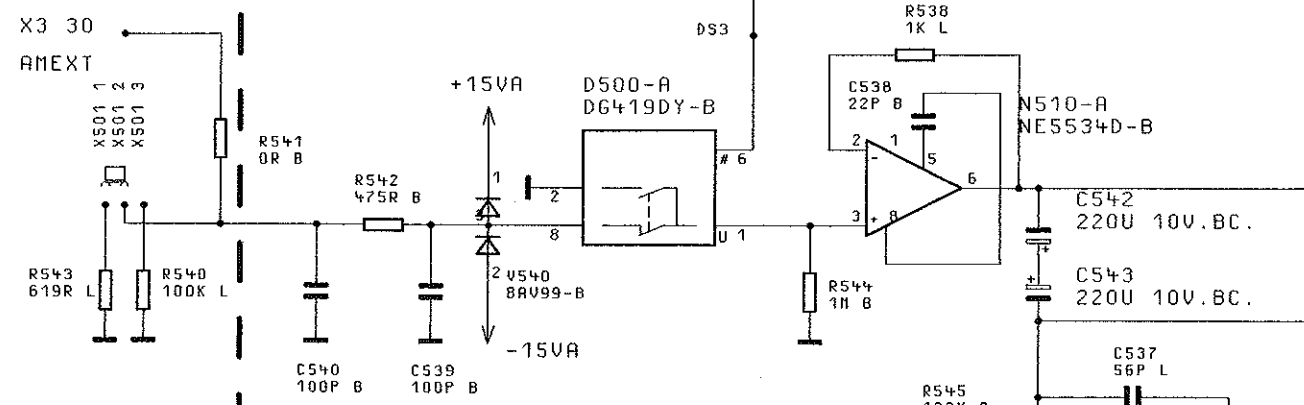 X3 30
AMEXT
X501 1
X501 2
X501 3
R541
0R B
R542
475R B
R543
619R L
R540
100K L
C540
100P B
C539
100P B
+15VA
1
3
2
V540
BAV99-B
-15VA
D500-A
DG419DY-B
DS3
# 6
2
8
U 1
R544
1M B
R538
1K L
C538
22P B
N510-A
NE5534D-B
2
1
-
5
6
3
+
8
C542
220U 10V.BC.
+
+
C543
220U 10V.BC.
C537
56P L
R545